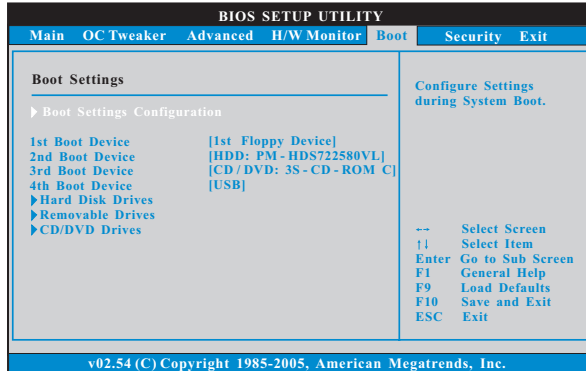 BIOS SETUP UTILITY
Main OC Tweaker Advanced H/W Monitor Boot Security Exit
Boot Settings
Boot Settings Configuration
1st Boot Device [1st Floppy Device]
2nd Boot Device [HDD: PM-HDS722580VL]
3rd Boot Device [CD/DVD: 3S-CD-ROM C]
4th Boot Device [USB]
Hard Disk Drives
Removable Drives
CD/DVD Drives
Configure Settings
during System Boot.
←→ Select Screen
↑↓ Select Item
Enter Go to Sub Screen
F1 General Help
F9 Load Defaults
F10 Save and Exit
ESC Exit
v02.54 (C) Copyright 1985-2005, American Megatrends, Inc.